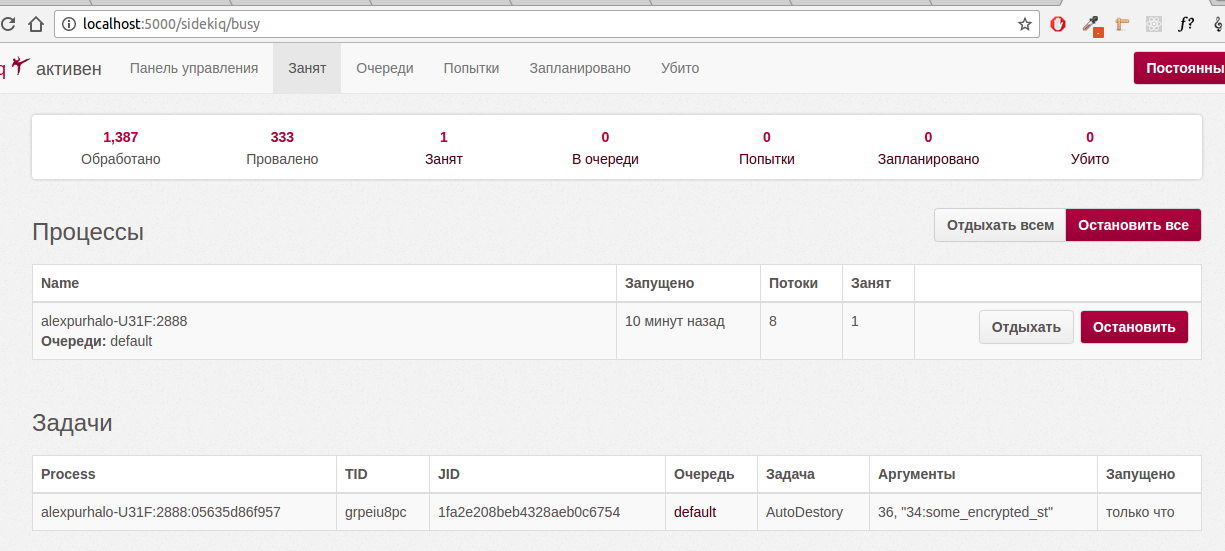 localhost:5000/sidekiq/busy
f?
q активен Панель управления Занят Очереди Попытки Запланировано Убито Постоянны
1,387 333 1 0 0 0 0
Обработано Провалено Занят В очереди Попытки Запланировано Убито
Процессы Отдыхать всем Остановить все
Name Запущено Потоки Занят
alexpurhalo-U31F:2888 10 минут назад 8 1 Отдыхать Остановить
Очереди: default
Задачи
Process TID JID Очередь Задача Аргументы Запущено
alexpurhalo-U31F:2888:05635d86f957 grpeiu8pc 1fa2e208beb4328aeb0c6754 default AutoDestory 36, "34:some_encrypted_st" только что